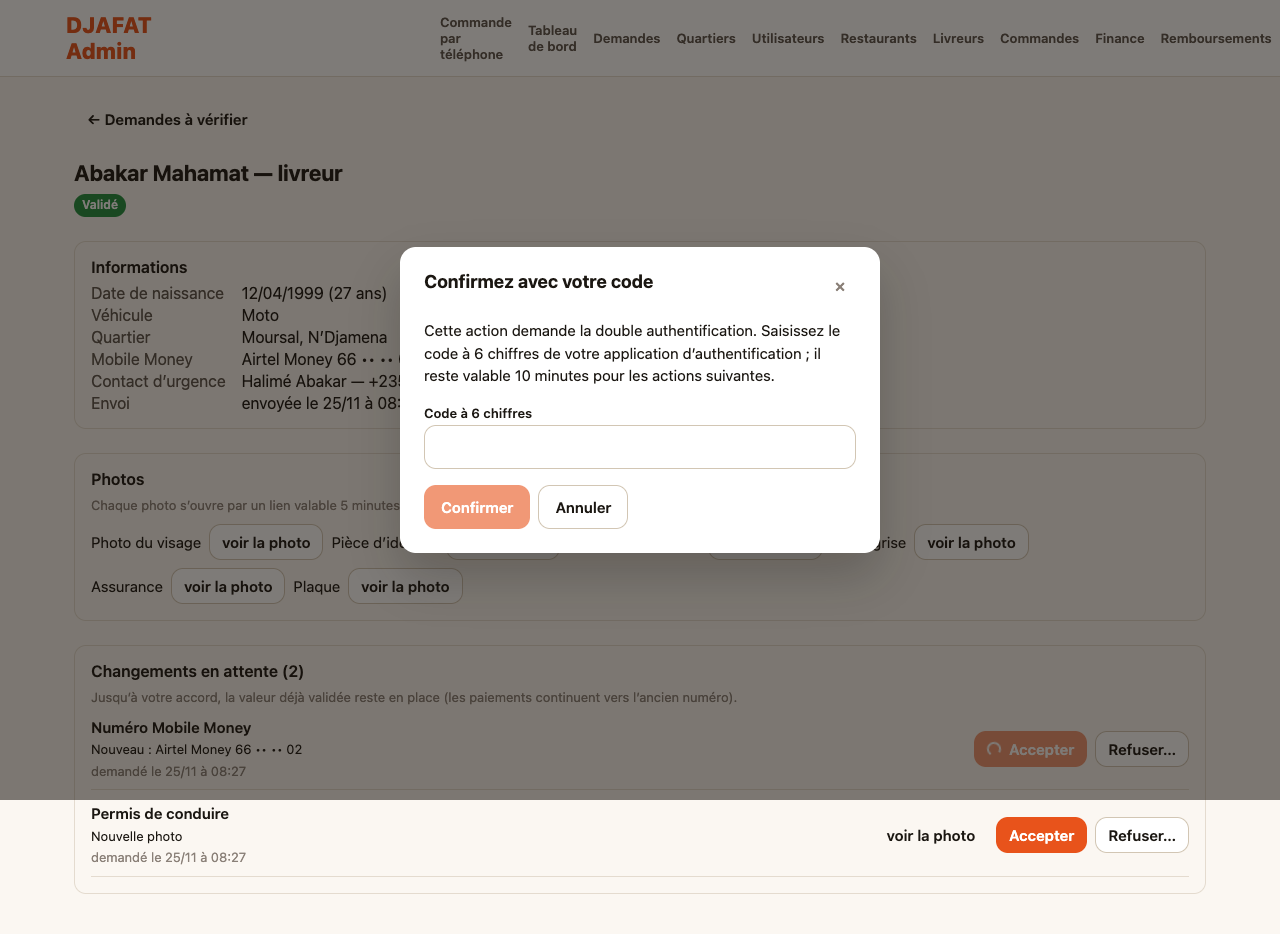 DJAFAT
Admin
Commande
par
téléphone
Tableau
de bord
Demandes
Quartiers
Utilisateurs
Restaurants
Livreurs
Commandes
Finance
Remboursements
← Demandes à vérifier
Abakar Mahamat — livreur
Validé
Informations
Date de naissance 12/04/1999 (27 ans)
Véhicule Moto
Quartier Moursal, N’Djamena
Mobile Money Airtel Money 66 •• ••
Contact d’urgence Halimé Abakar — +235
Envoi envoyée le 25/11 à 08:
Confirmez avec votre code
×
Cette action demande la double authentification. Saisissez le
code à 6 chiffres de votre application d’authentification ; il
reste valable 10 minutes pour les actions suivantes.
Code à 6 chiffres
Confirmer Annuler
Photos
Chaque photo s’ouvre par un lien valable 5 minutes
Photo du visage voir la photo Pièce d’ voir la photo
Assurance voir la photo Plaque voir la photo
Changements en attente (2)
Jusqu’à votre accord, la valeur déjà validée reste en place (les paiements continuent vers l’ancien numéro).
Numéro Mobile Money
Nouveau : Airtel Money 66 •• •• 02
demandé le 25/11 à 08:27
Accepter Refuser…
Permis de conduire
Nouvelle photo
demandé le 25/11 à 08:27
voir la photo Accepter Refuser…